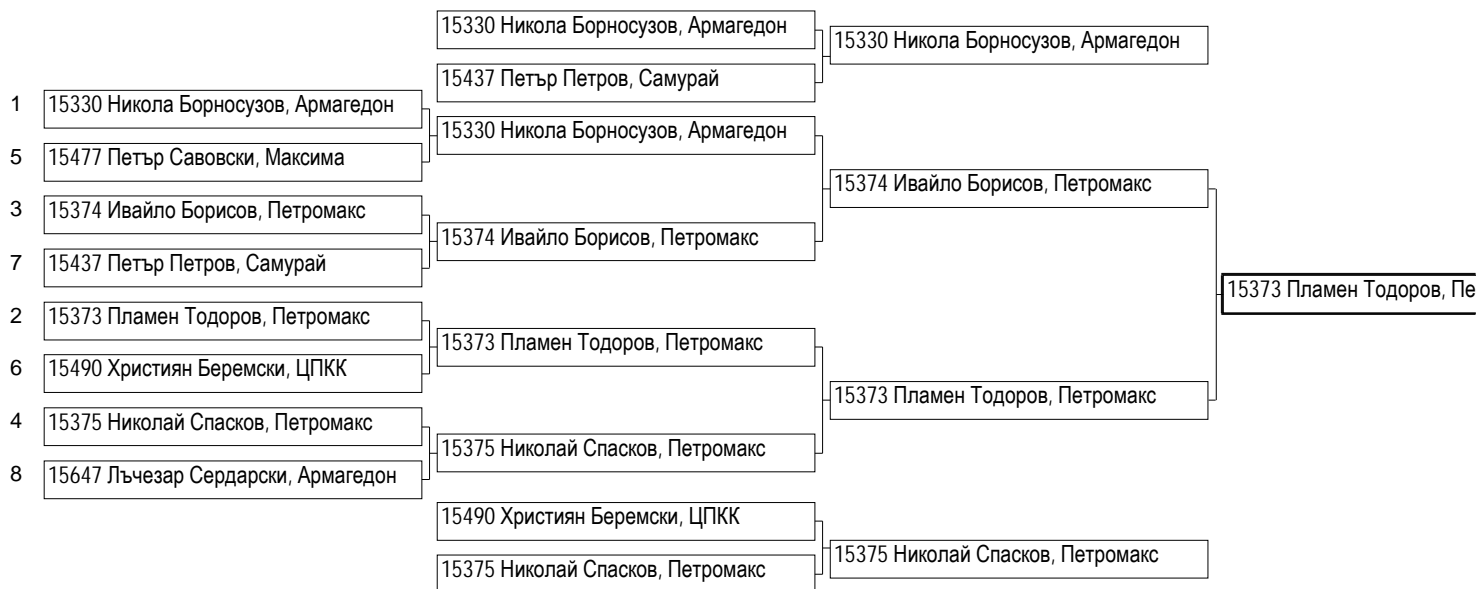 15330 Никола Борносузов, Армагедон
15437 Петър Петров, Самурай
15330 Никола Борносузов, Армагедон
1 15330 Никола Борносузов, Армагедон
5 15477 Петър Савовски, Максима
15330 Никола Борносузов, Армагедон
3 15374 Ивайло Борисов, Петромакс
7 15437 Петър Петров, Самурай
15374 Ивайло Борисов, Петромакс
15374 Ивайло Борисов, Петромакс
2 15373 Пламен Тодоров, Петромакс
6 15490 Християн Беремски, ЦПКК
15373 Пламен Тодоров, Петромакс
4 15375 Николай Спасков, Петромакс
8 15647 Лъчезар Сердарски, Армагедон
15375 Николай Спасков, Петромакс
15373 Пламен Тодоров, Петромакс
15373 Пламен Тодоров, Пе
15490 Християн Беремски, ЦПКК
15375 Николай Спасков, Петромакс
15375 Николай Спасков, Петромакс